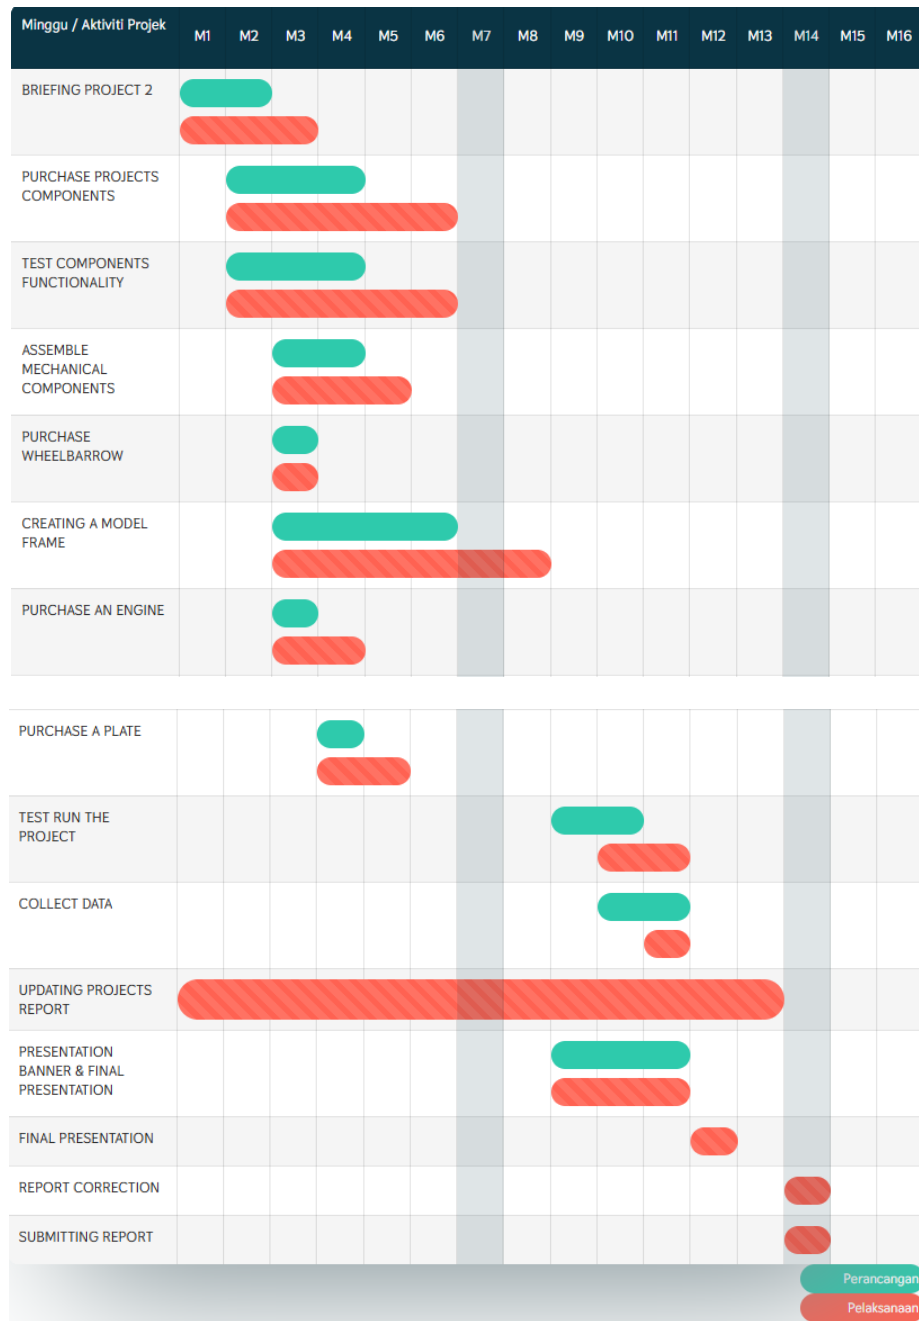 Minggu / Aktiviti Projek M1 M2 M3 M4 M5 M6 M7 M8 M9 M10 M11 M12 M13 M14 M15 M16
BRIEFING PROJECT 2
PURCHASE PROJECTS
COMPONENTS
TEST COMPONENTS
FUNCTIONALITY
ASSEMBLE
MECHANICAL
COMPONENTS
PURCHASE
WHEELBARROW
CREATING A MODEL
FRAME
PURCHASE AN ENGINE
PURCHASE A PLATE
TEST RUN THE
PROJECT
COLLECT DATA
UPDATING PROJECTS
REPORT
PRESENTATION
BANNER & FINAL
PRESENTATION
FINAL PRESENTATION
REPORT CORRECTION
SUBMITTING REPORT
Perancangan
Pelaksanaan